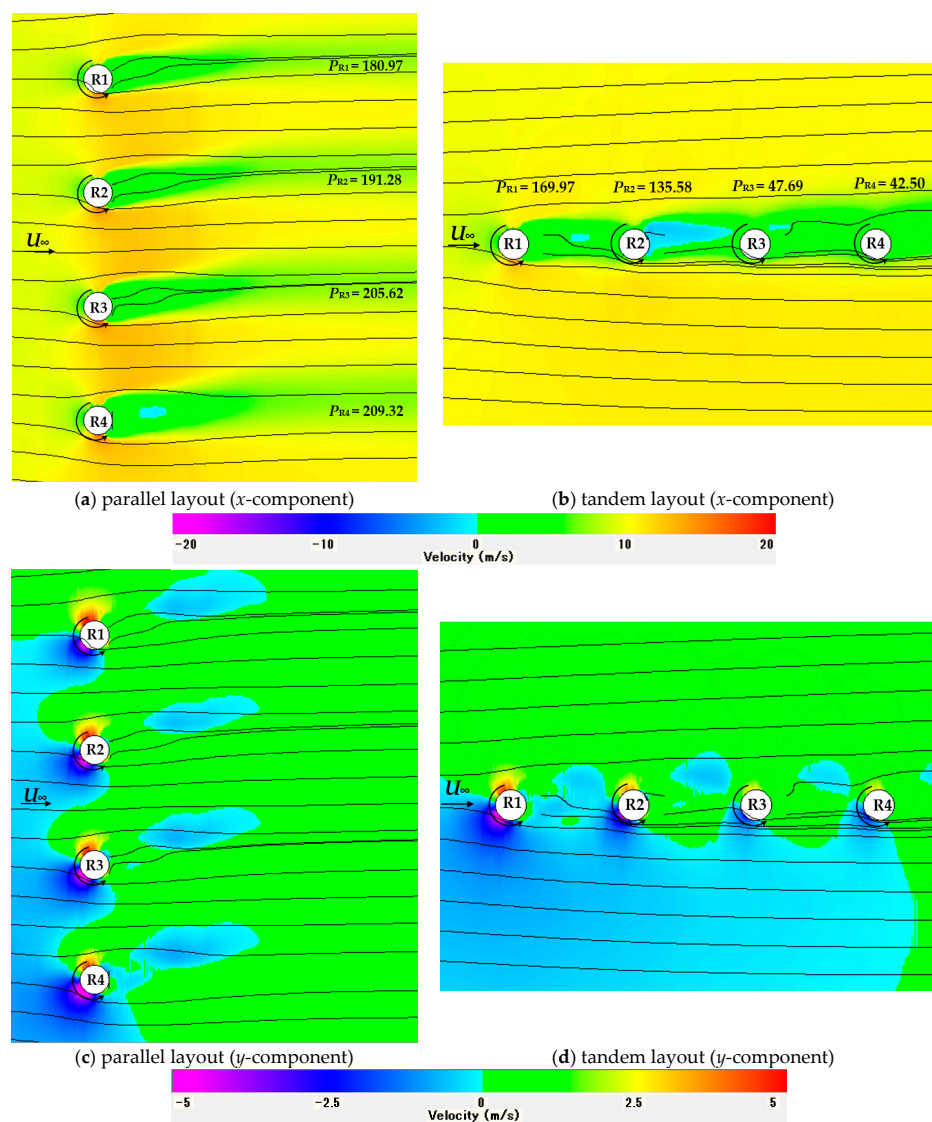 R1
P_R1 = 180.97
R2
P_R2 = 191.28
U∞
R3
P_R3 = 205.62
R4
P_R4 = 209.32
(a) parallel layout (x-component)
P_R1 = 169.97 P_R2 = 135.58 P_R3 = 47.69 P_R4 = 42.50
U∞ R1 R2 R3 R4
(b) tandem layout (x-component)
−20 −10 0 10 20
Velocity (m/s)
R1
R2
U∞
R3
R4
(c) parallel layout (y-component)
U∞ R1 R2 R3 R4
(d) tandem layout (y-component)
−5 −2.5 0 2.5 5
Velocity (m/s)